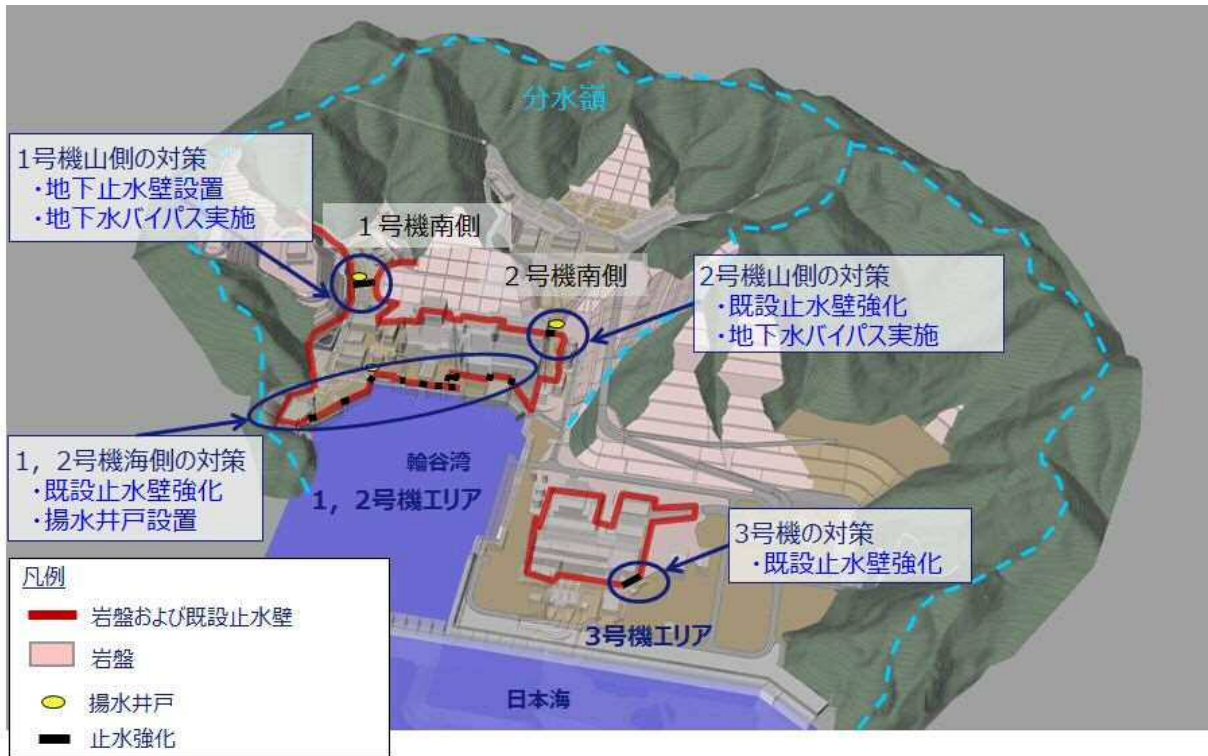 分水嶺
1号機山側の対策
・地下止水壁設置
・地下水バイパス実施
1号機南側
2号機南側
2号機山側の対策
・既設止水壁強化
・地下水バイパス実施
1，2号機海側の対策
・既設止水壁強化
・揚水井戸設置
輪谷湾
1，2号機エリア
3号機の対策
・既設止水壁強化
3号機エリア
日本海
凡例
岩盤および既設止水壁
岩盤
揚水井戸
止水強化